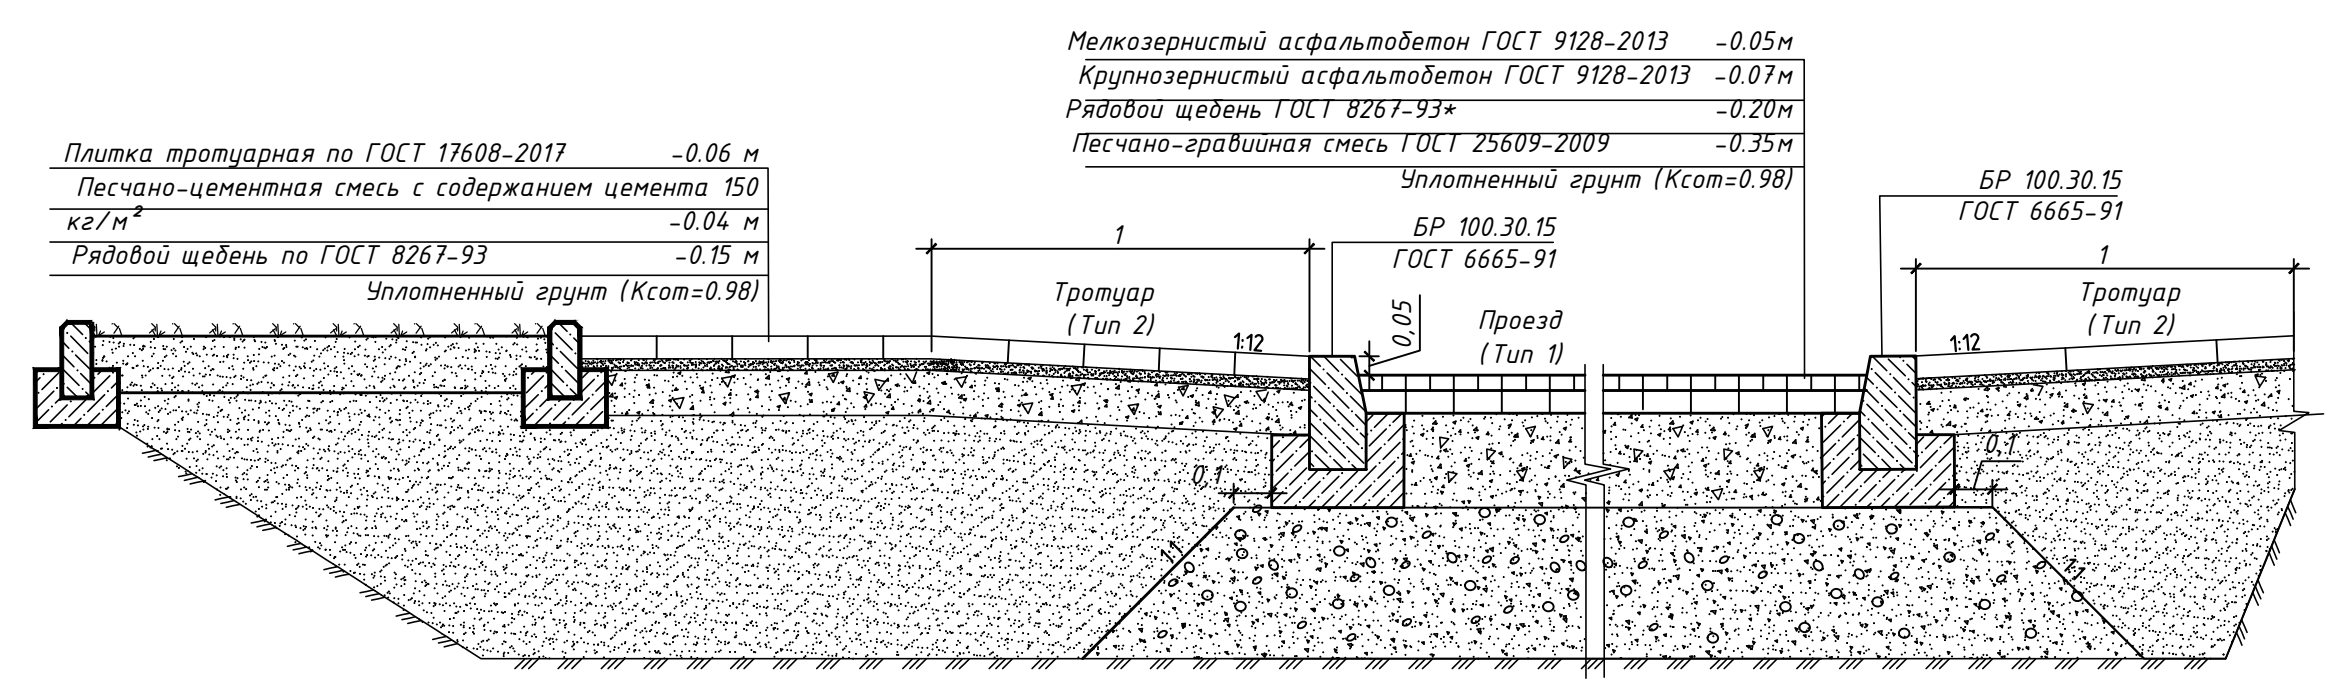 Мелкозернистый асфальтобетон ГОСТ 9128-2013 -0.05м
Крупнозернистый асфальтобетон ГОСТ 9128-2013 -0.07м
Рядовой щебень ГОСТ 8267-93* -0.20м
Песчано-гравийная смесь ГОСТ 25609-2009 -0.35м
Уплотненный грунт (Ксот=0.98)
Плитка тротуарная по ГОСТ 17608-2017 -0.06 м
Песчано-цементная смесь с содержанием цемента 150
кг/м² -0.04 м
Рядовой щебень по ГОСТ 8267-93 -0.15 м
Уплотненный грунт (Ксот=0.98)
БР 100.30.15
ГОСТ 6665-91
БР 100.30.15
ГОСТ 6665-91
1
1
Тротуар
(Тип 2)
1:12
0,05
Проезд
(Тип 1)
Тротуар
(Тип 2)
1:12
0,1
0,1
1:1
1:1